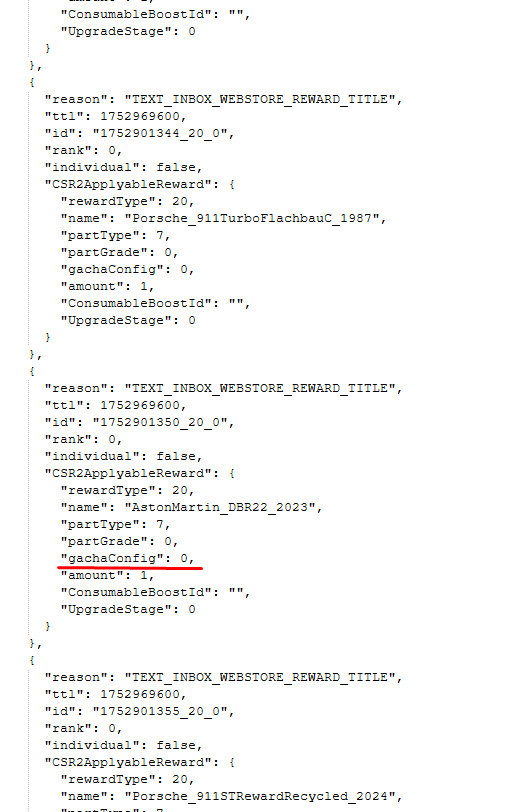 "ConsumableBoostId": "",
"UpgradeStage": 0
}
},
{
"reason": "TEXT_INBOX_WEBSTORE_REWARD_TITLE",
"ttl": 1752969600,
"id": "1752901344_20_0",
"rank": 0,
"individual": false,
"CSR2ApplyableReward": {
"rewardType": 20,
"name": "Porsche_911TurboFlachbauC_1987",
"partType": 7,
"partGrade": 0,
"gachaConfig": 0,
"amount": 1,
"ConsumableBoostId": "",
"UpgradeStage": 0
}
},
{
"reason": "TEXT_INBOX_WEBSTORE_REWARD_TITLE",
"ttl": 1752969600,
"id": "1752901350_20_0",
"rank": 0,
"individual": false,
"CSR2ApplyableReward": {
"rewardType": 20,
"name": "AstonMartin_DBR22_2023",
"partType": 7,
"partGrade": 0,
"gachaConfig": 0,
"amount": 1,
"ConsumableBoostId": "",
"UpgradeStage": 0
}
},
{
"reason": "TEXT_INBOX_WEBSTORE_REWARD_TITLE",
"ttl": 1752969600,
"id": "1752901355_20_0",
"rank": 0,
"individual": false,
"CSR2ApplyableReward": {
"rewardType": 20,
"name": "Porsche_911STRewardRecycled_2024",